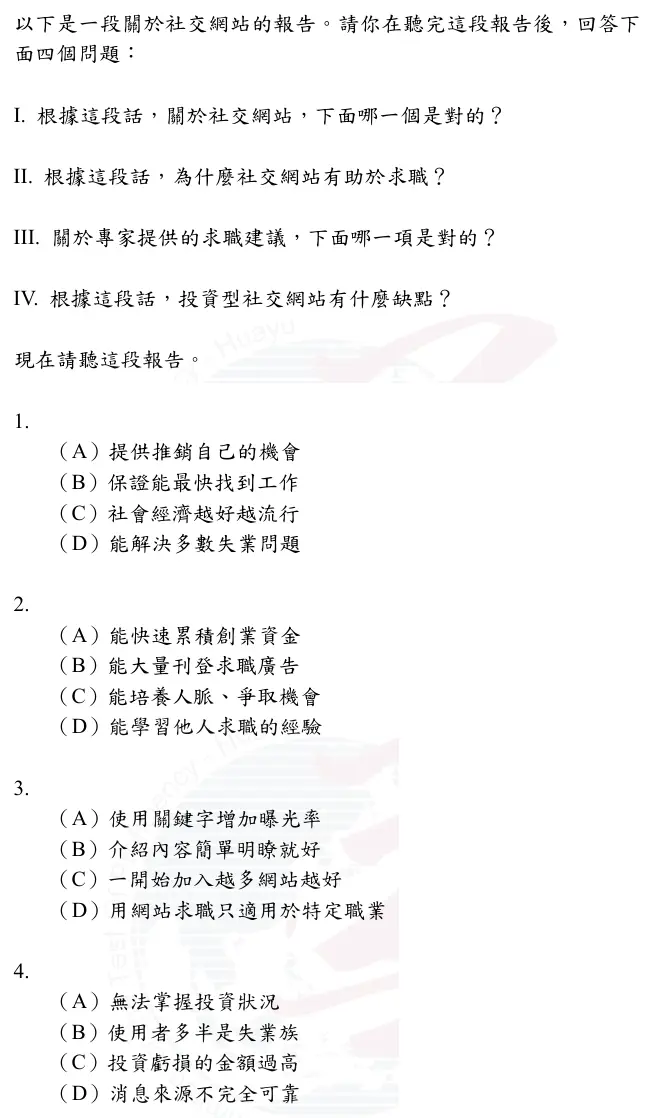 以下是一段關於社交網站的報告。請你在聽完這段報告後，回答下
面四個問題：
I. 根據這段話，關於社交網站，下面哪一個是對的？
II. 根據這段話，為什麼社交網站有助於求職？
III. 關於專家提供的求職建議，下面哪一項是對的？
IV. 根據這段話，投資型社交網站有什麼缺點？
現在請聽這段報告。
1.
（A）提供推銷自己的機會
（B）保證能最快找到工作
（C）社會經濟越好越流行
（D）能解決多數失業問題
2.
（A）能快速累積創業資金
（B）能大量刊登求職廣告
（C）能培養人脈、爭取機會
（D）能學習他人求職的經驗
3.
（A）使用關鍵字增加曝光率
（B）介紹內容簡單明瞭就好
（C）一開始加入越多網站越好
（D）用網站求職只適用於特定職業
4.
（A）無法掌握投資狀況
（B）使用者多半是失業族
（C）投資虧損的金額過高
（D）消息來源不完全可靠